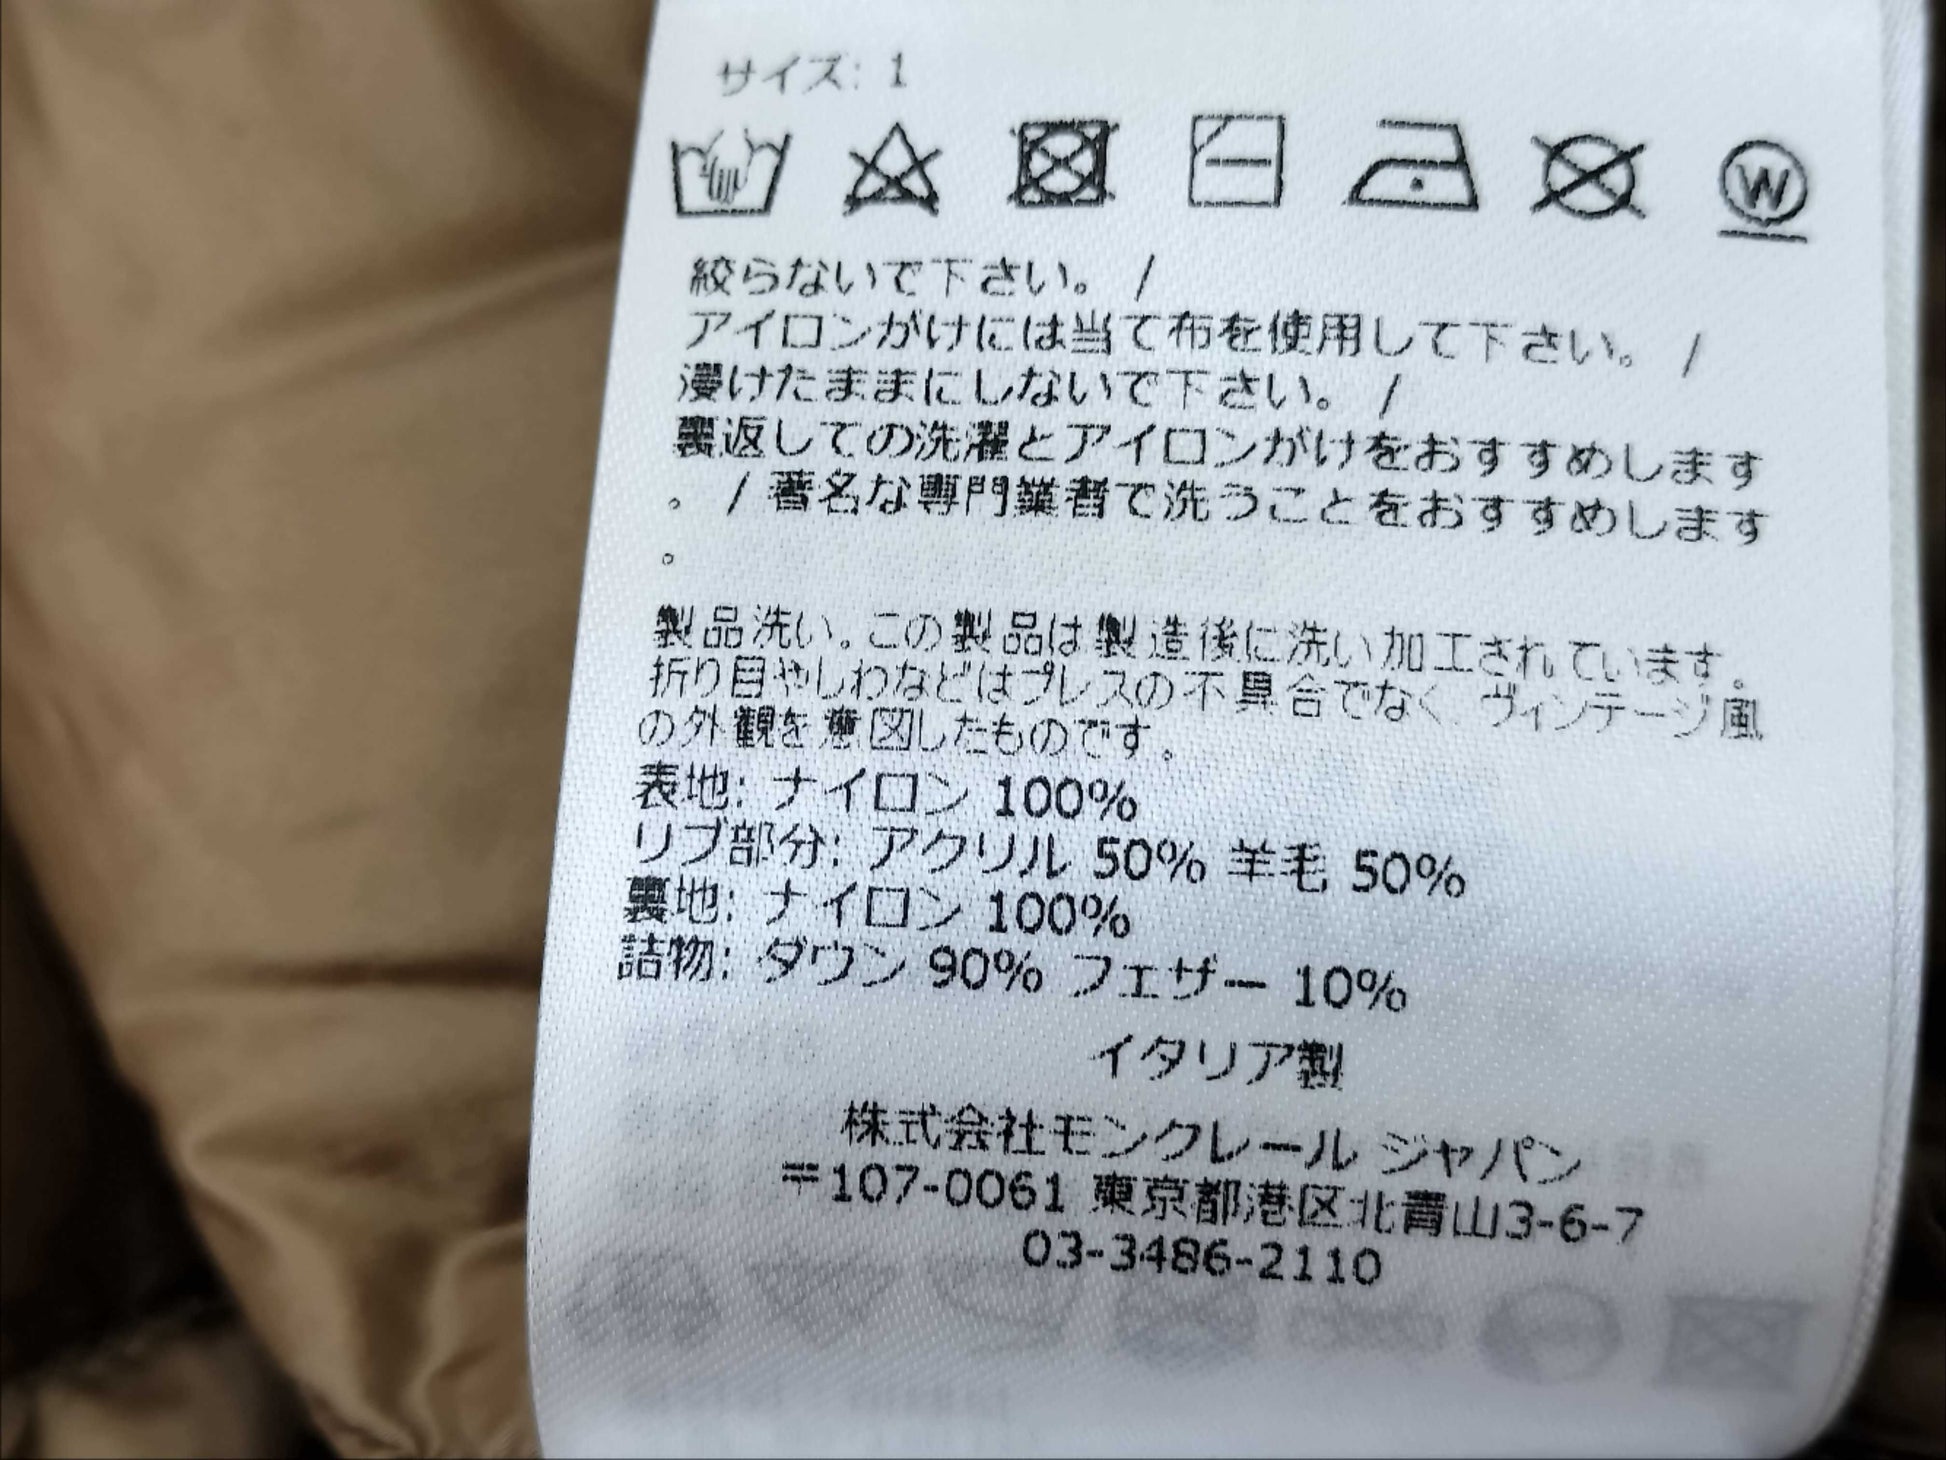 サイズ: 1
W
絞らないで下さい。 /
アイロンがけには当て布を使用して下さい。 /
浸けたままにしないで下さい。 /
裏返しての洗濯とアイロンがけをおすすめします
。 / 著名な専門業者で洗うことをおすすめします
。
製品洗い。この製品は製造後に洗い加工されています。
折り目やしわなどはプレスの不具合でなく ヴィンテージ風
の外観を意図したものです。
表地: ナイロン 100%
リブ部分: アクリル 50% 羊毛 50%
裏地: ナイロン 100%
詰物: ダウン 90% フェザー 10%
イタリア製
株式会社モンクレール ジャパン
〒107-0061 東京都港区北青山3-6-7
03-3486-2110